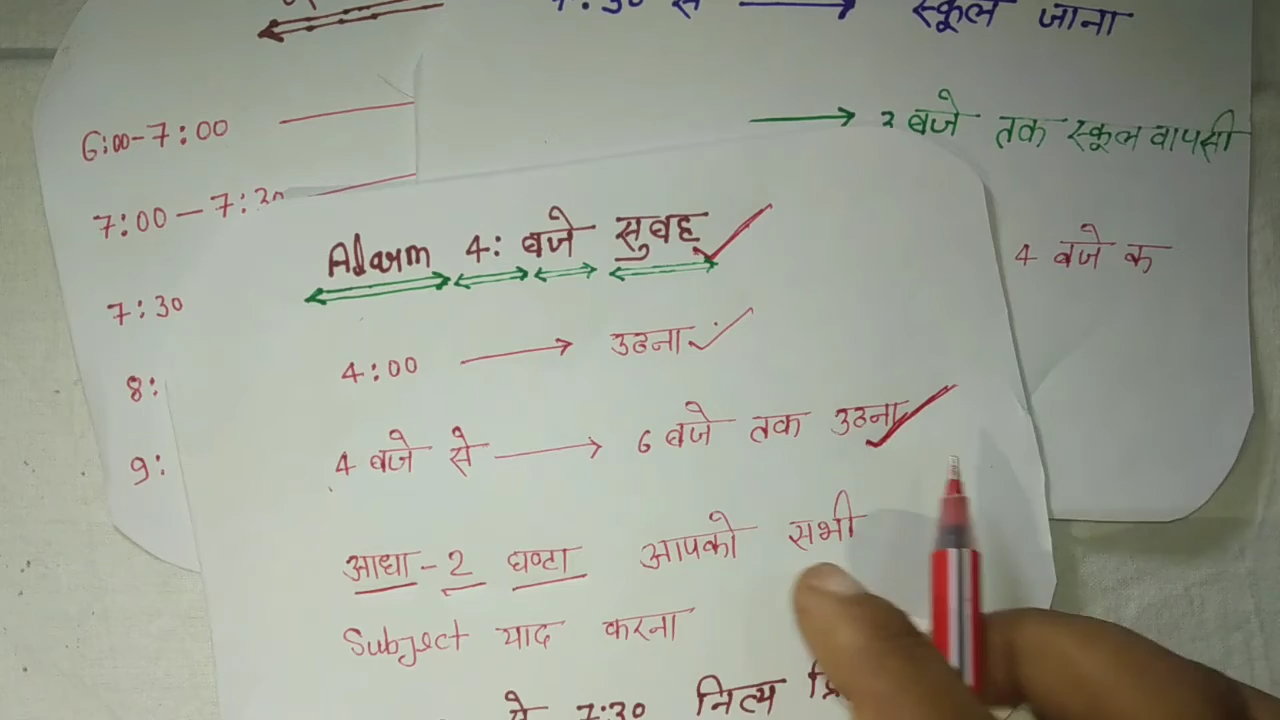 स्कूल जाना
6:00-7:00
२ बजे तक स्कूल वापसी
7:00 - 7:30
Alarm 4: बजे सुबह
4 बजे क
7:30
4:00 → उठना
8:
4 बजे से → 6 बजे तक उठना
9:
आधा - 2 घण्टा आपको सभी
Subject याद करना
7:30 नित्य